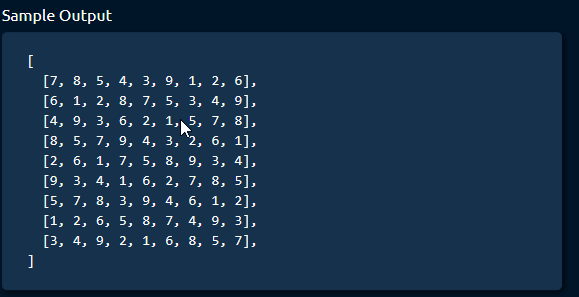 Sample Output
[
[7, 8, 5, 4, 3, 9, 1, 2, 6],
[6, 1, 2, 8, 7, 5, 3, 4, 9],
[4, 9, 3, 6, 2, 1, 5, 7, 8],
[8, 5, 7, 9, 4, 3, 2, 6, 1],
[2, 6, 1, 7, 5, 8, 9, 3, 4],
[9, 3, 4, 1, 6, 2, 7, 8, 5],
[5, 7, 8, 3, 9, 4, 6, 1, 2],
[1, 2, 6, 5, 8, 7, 4, 9, 3],
[3, 4, 9, 2, 1, 6, 8, 5, 7],
]